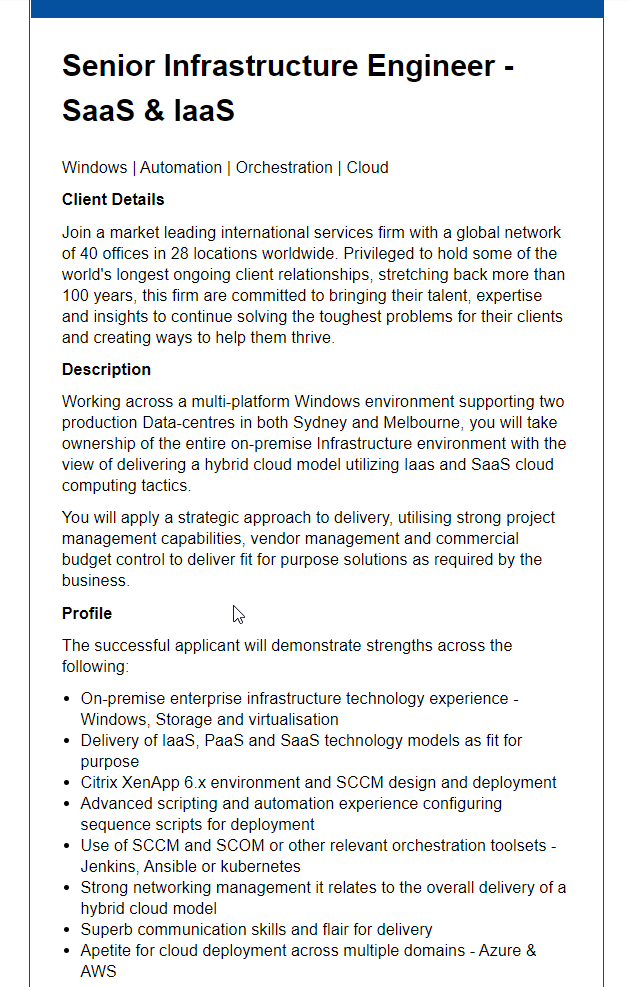 Senior Infrastructure Engineer -
SaaS & IaaS
Windows | Automation | Orchestration | Cloud
Client Details
Join a market leading international services firm with a global network
of 40 offices in 28 locations worldwide. Privileged to hold some of the
world's longest ongoing client relationships, stretching back more than
100 years, this firm are committed to bringing their talent, expertise
and insights to continue solving the toughest problems for their clients
and creating ways to help them thrive.
Description
Working across a multi-platform Windows environment supporting two
production Data-centres in both Sydney and Melbourne, you will take
ownership of the entire on-premise Infrastructure environment with the
view of delivering a hybrid cloud model utilizing Iaas and SaaS cloud
computing tactics.
You will apply a strategic approach to delivery, utilising strong project
management capabilities, vendor management and commercial
budget control to deliver fit for purpose solutions as required by the
business.
Profile
The successful applicant will demonstrate strengths across the
following:
• On-premise enterprise infrastructure technology experience -
Windows, Storage and virtualisation
• Delivery of IaaS, PaaS and SaaS technology models as fit for
purpose
• Citrix XenApp 6.x environment and SCCM design and deployment
• Advanced scripting and automation experience configuring
sequence scripts for deployment
• Use of SCCM and SCOM or other relevant orchestration toolsets -
Jenkins, Ansible or kubernetes
• Strong networking management it relates to the overall delivery of a
hybrid cloud model
• Superb communication skills and flair for delivery
• Apetite for cloud deployment across multiple domains - Azure &
AWS